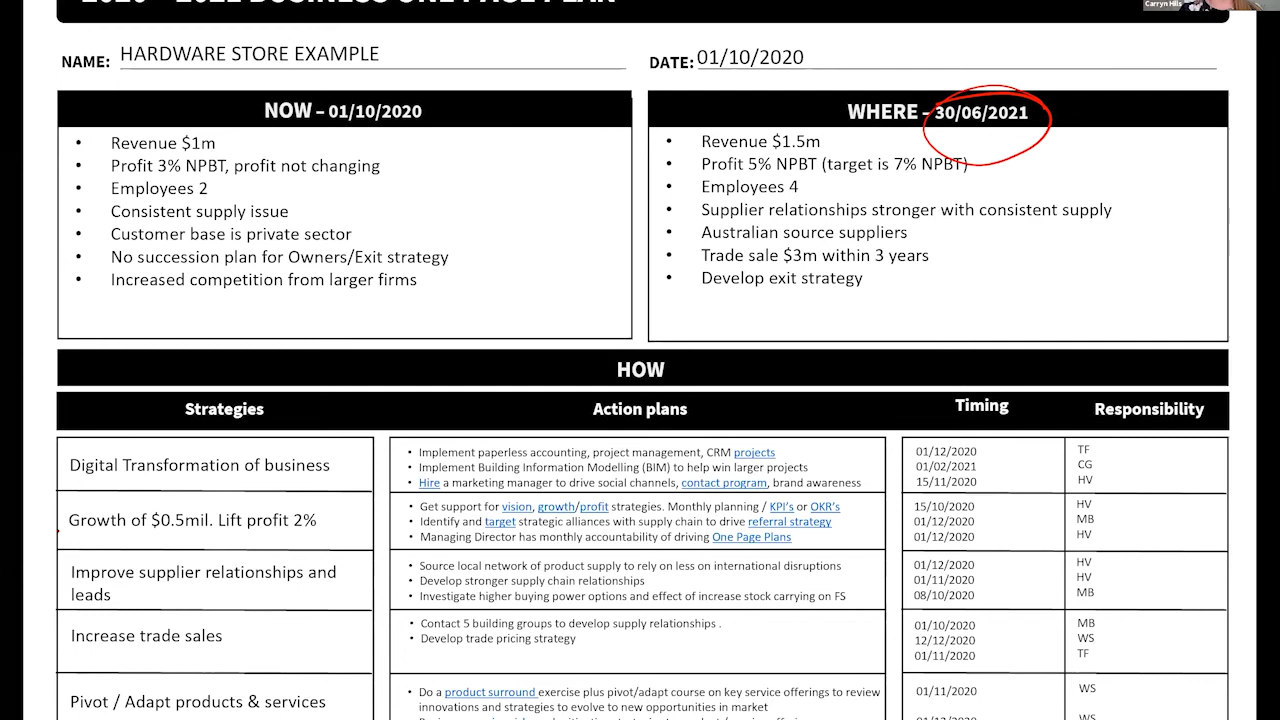 2020 – 2021 BUSINESS ONE PAGE PLAN
Carryn Hills
NAME: HARDWARE STORE EXAMPLE
DATE: 01/10/2020
NOW – 01/10/2020
• Revenue $1m
• Profit 3% NPBT, profit not changing
• Employees 2
• Consistent supply issue
• Customer base is private sector
• No succession plan for Owners/Exit strategy
• Increased competition from larger firms
WHERE – 30/06/2021
• Revenue $1.5m
• Profit 5% NPBT (target is 7% NPBT)
• Employees 4
• Supplier relationships stronger with consistent supply
• Australian source suppliers
• Trade sale $3m within 3 years
• Develop exit strategy
HOW
Strategies Action plans Timing Responsibility
Digital Transformation of business
• Implement paperless accounting, project management, CRM projects
• Implement Building Information Modelling (BIM) to help win larger projects
• Hire a marketing manager to drive social channels, contact program, brand awareness
01/12/2020 TF
01/02/2021 CG
15/11/2020 HV
Growth of $0.5mil. Lift profit 2%
• Get support for vision, growth/profit strategies. Monthly planning / KPI's or OKR's
• Identify and target strategic alliances with supply chain to drive referral strategy
• Managing Director has monthly accountability of driving One Page Plans
15/10/2020 HV
01/12/2020 MB
01/12/2020 HV
Improve supplier relationships and
leads
• Source local network of product supply to rely on less on international disruptions
• Develop stronger supply chain relationships
• Investigate higher buying power options and effect of increase stock carrying on FS
01/12/2020 HV
01/11/2020 HV
08/10/2020 MB
Increase trade sales
• Contact 5 building groups to develop supply relationships .
• Develop trade pricing strategy
01/10/2020 MB
12/12/2020 WS
01/11/2020 TF
Pivot / Adapt products & services
• Do a product surround exercise plus pivot/adapt course on key service offerings to review
innovations and strategies to evolve to new opportunities in market
01/11/2020 WS
WS